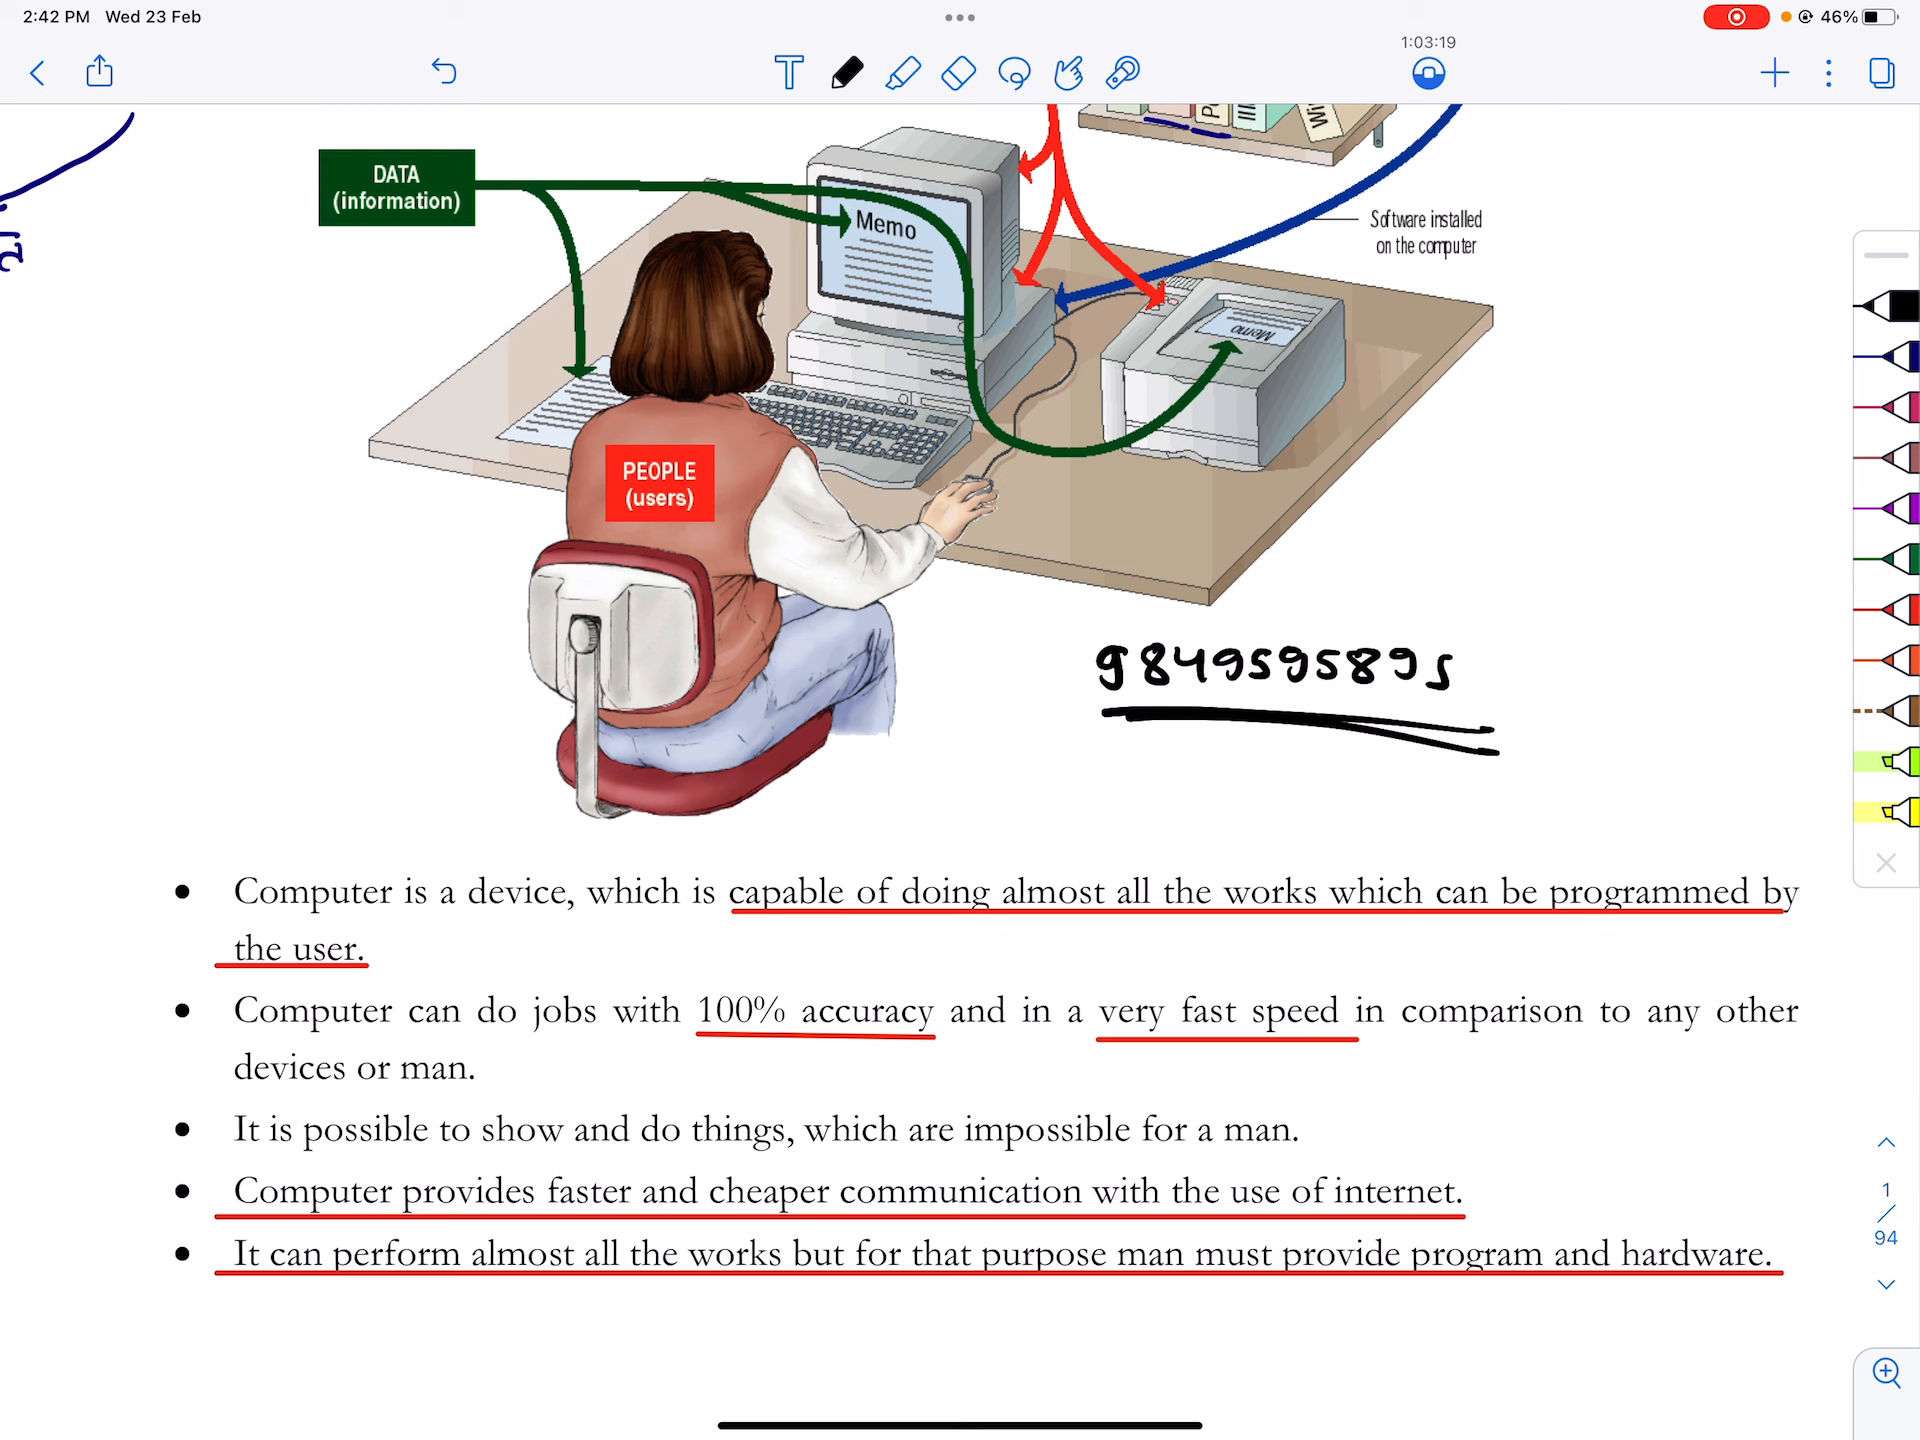 2:42 PM Wed 23 Feb
46%
1:03:19
DATA
(information)
Memo
Software installed
on the computer
Memo
PEOPLE
(users)
9849595895
• Computer is a device, which is capable of doing almost all the works which can be programmed by
the user.
• Computer can do jobs with 100% accuracy and in a very fast speed in comparison to any other
devices or man.
• It is possible to show and do things, which are impossible for a man.
• Computer provides faster and cheaper communication with the use of internet.
• It can perform almost all the works but for that purpose man must provide program and hardware.
1
/
94